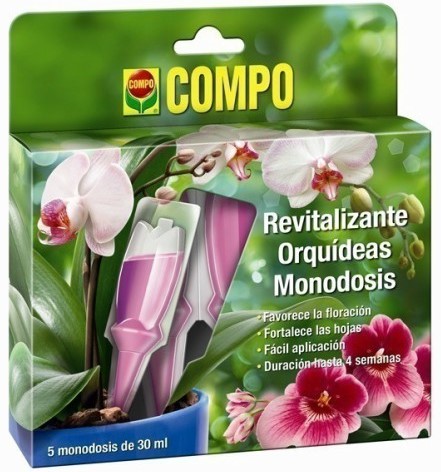 COMPO
COMPO
Revitalizante
Orquídeas
Monodosis
• Favorece la floración
• Fortalece las hojas
• Fácil aplicación
• Duración hasta 4 semanas
5 monodosis de 30 ml